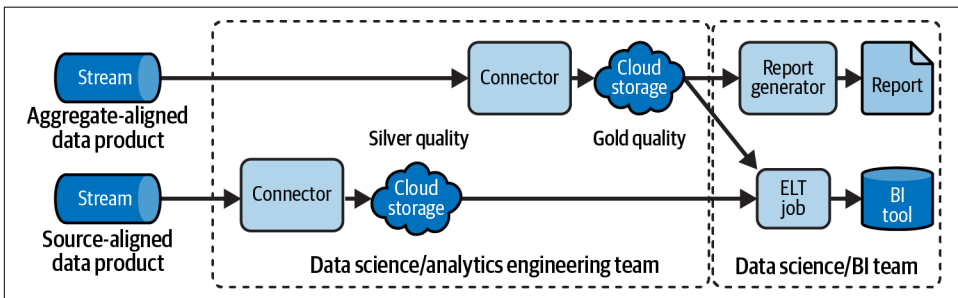 Stream
Aggregate-aligned
data product
Connector
Cloud
storage
Report
generator
Report
Silver quality
Gold quality
Stream
Source-aligned
data product
Connector
Cloud
storage
ELT
job
BI
tool
Data science/analytics engineering team
Data science/BI team